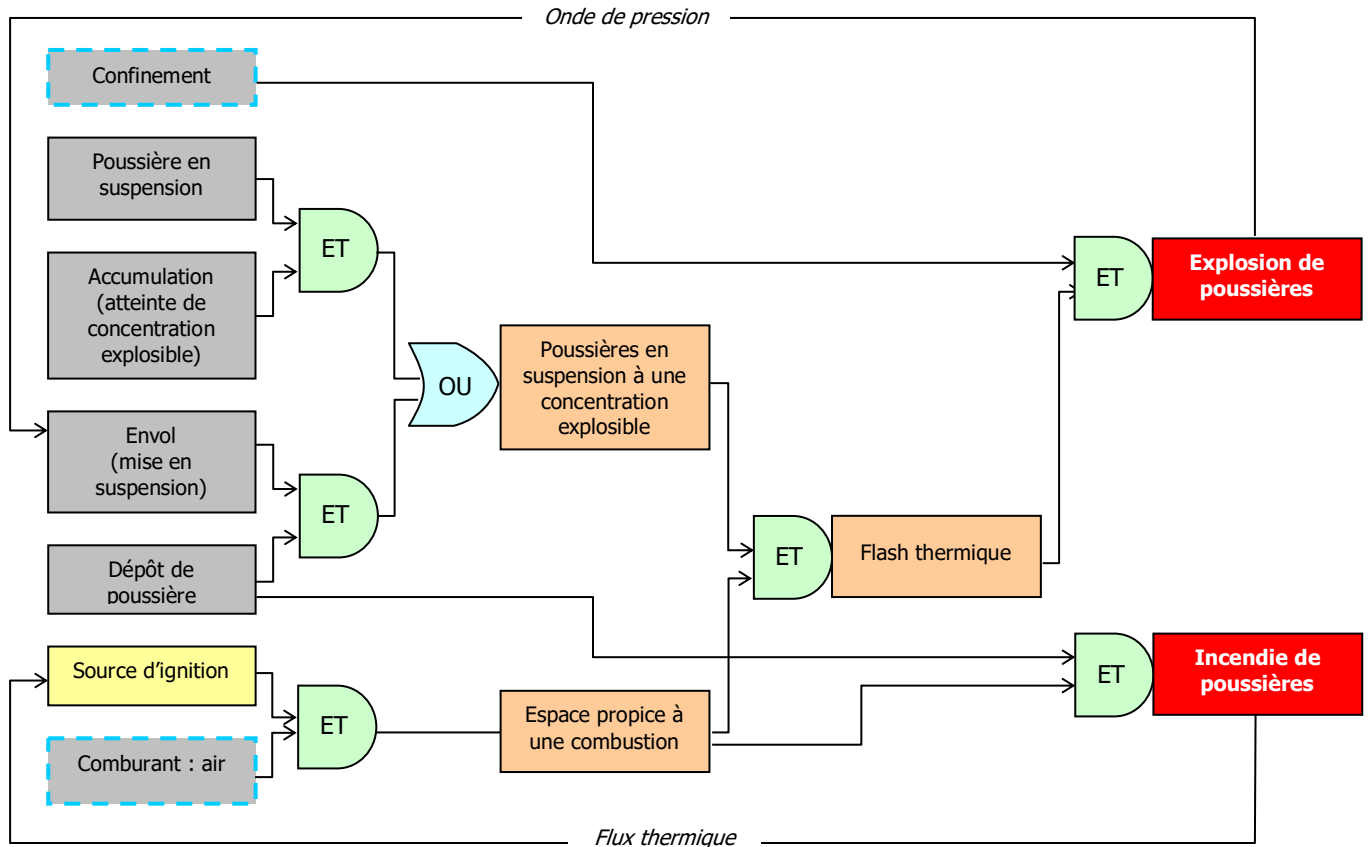 Onde de pression
Confinement
Poussière en
suspension
ET
Accumulation
(atteinte de
concentration
explosible)
ET
Explosion de
poussières
OU
Poussières en
suspension à une
concentration
explosible
Envol
(mise en
suspension)
ET
Dépôt de
poussière
ET
Flash thermique
Source d'ignition
ET
Comburant : air
Espace propice à
une combustion
ET
Incendie de
poussières
Flux thermique